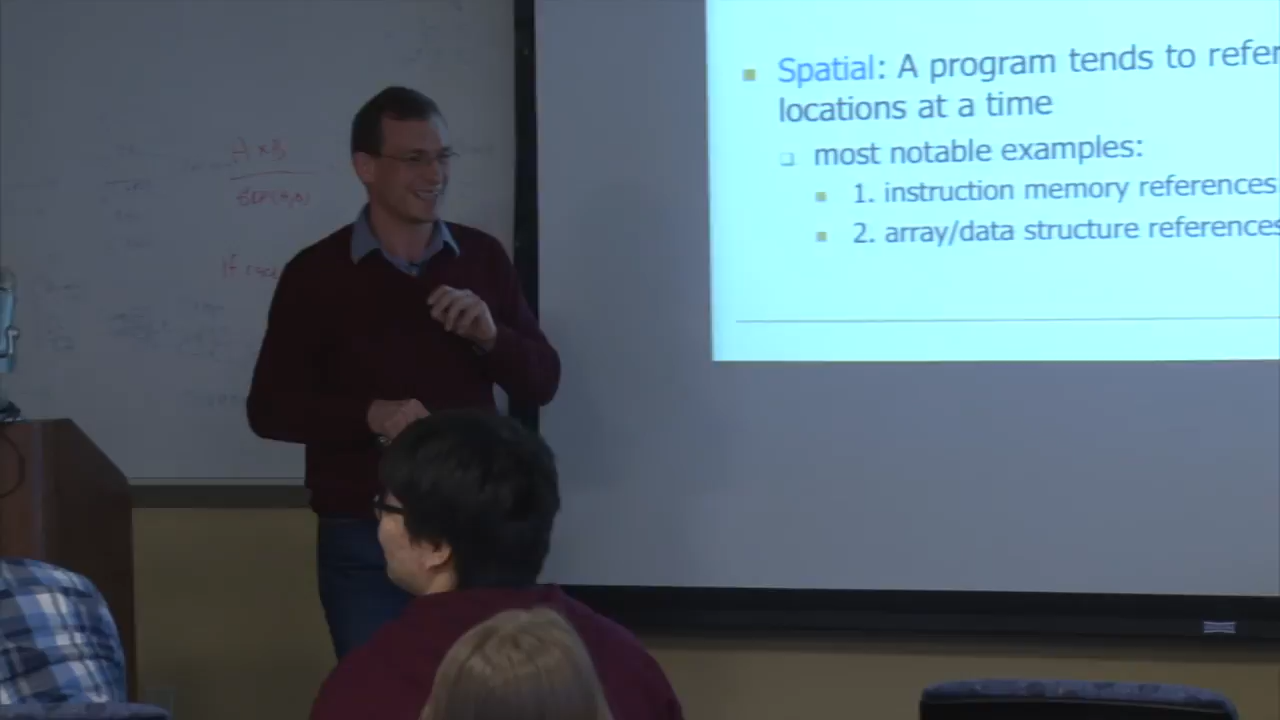 Spatial: A program tends to refer
locations at a time
most notable examples:
1. instruction memory references
2. array/data structure references
A x B
If